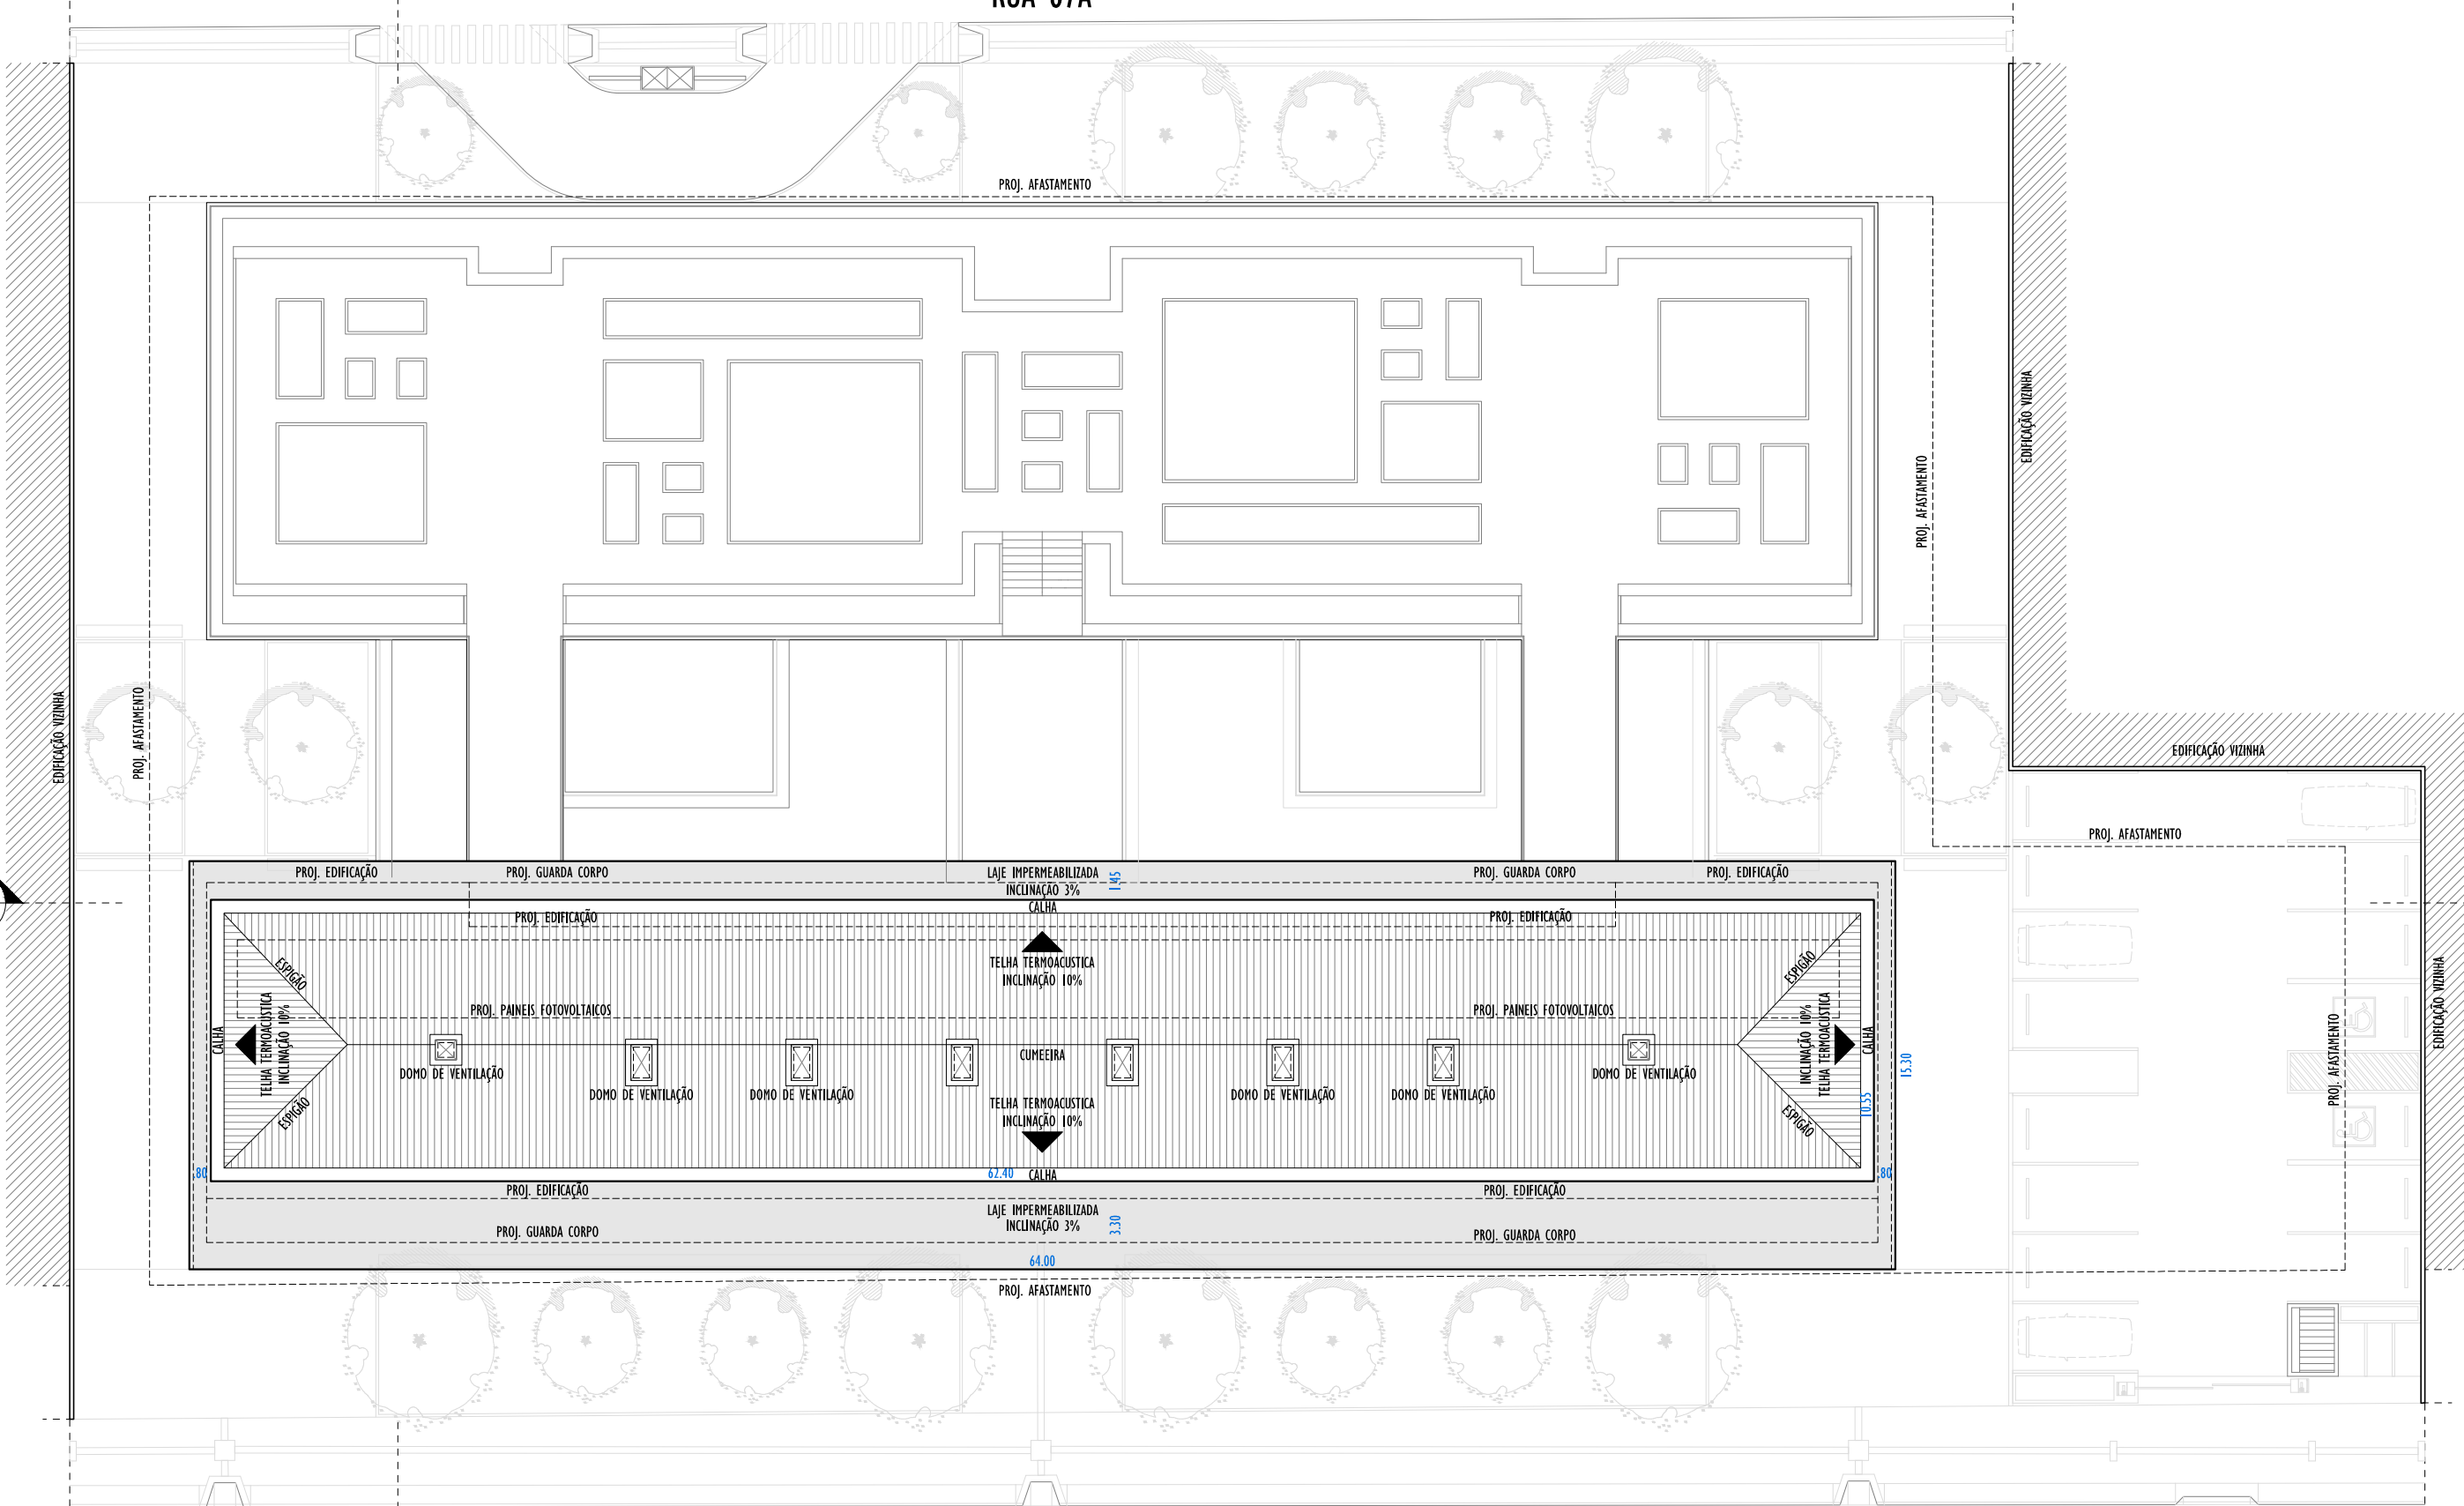 RUA 07A
PROJ. AFASTAMENTO
EDIFICAÇÃO VIZINHA
PROJ. AFASTAMENTO
EDIFICAÇÃO VIZINHA
PROJ. AFASTAMENTO
EDIFICAÇÃO VIZINHA
PROJ. AFASTAMENTO
PROJ. EDIFICAÇÃO
PROJ. GUARDA CORPO
LAJE IMPERMEABILIZADA
INCLINAÇÃO 3%
1.45
PROJ. GUARDA CORPO
PROJ. EDIFICAÇÃO
CALHA
PROJ. EDIFICAÇÃO
PROJ. EDIFICAÇÃO
ESPIGÃO
TELHA TERMOACUSTICA
INCLINAÇÃO 10%
ESPIGÃO
PROJ. PAINEIS FOTOVOLTAICOS
PROJ. PAINEIS FOTOVOLTAICOS
CALHA
TELHA TERMOACUSTICA
INCLINAÇÃO 10%
CUMEEIRA
INCLINAÇÃO 10%
TELHA TERMOACUSTICA
CALHA
15.30
EDIFICAÇÃO VIZINHA
PROJ. AFASTAMENTO
DOMO DE VENTILAÇÃO
DOMO DE VENTILAÇÃO
DOMO DE VENTILAÇÃO
DOMO DE VENTILAÇÃO
DOMO DE VENTILAÇÃO
DOMO DE VENTILAÇÃO
ESPIGÃO
TELHA TERMOACUSTICA
INCLINAÇÃO 10%
10.55
ESPIGÃO
.80
62.40
CALHA
.80
PROJ. EDIFICAÇÃO
PROJ. EDIFICAÇÃO
LAJE IMPERMEABILIZADA
INCLINAÇÃO 3%
3.30
PROJ. GUARDA CORPO
PROJ. GUARDA CORPO
64.00
PROJ. AFASTAMENTO